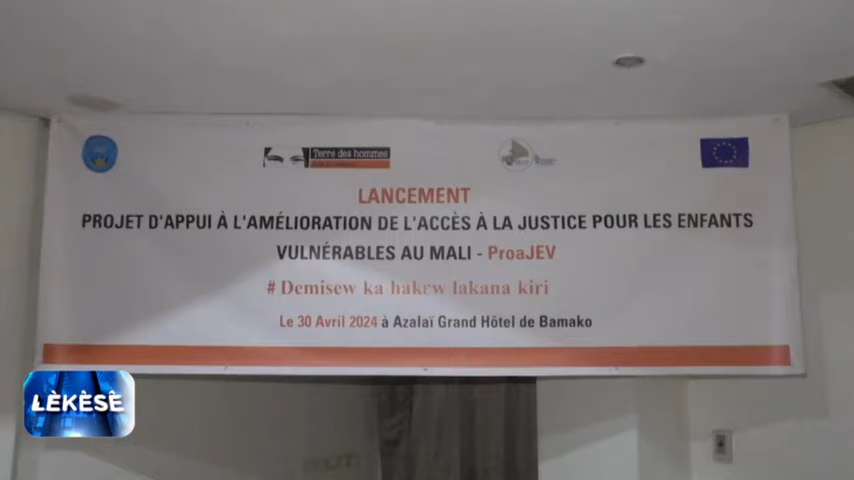 Terre des hommes
LANCEMENT
PROJET D'APPUI À L'AMÉLIORATION DE L'ACCÈS À LA JUSTICE POUR LES ENFANTS
VULNÉRABLES AU MALI - ProaJEV
# Demisew ka hakew lakana kiri
Le 30 Avril 2024 à Azalaï Grand Hôtel de Bamako
LÈKÈSÈ